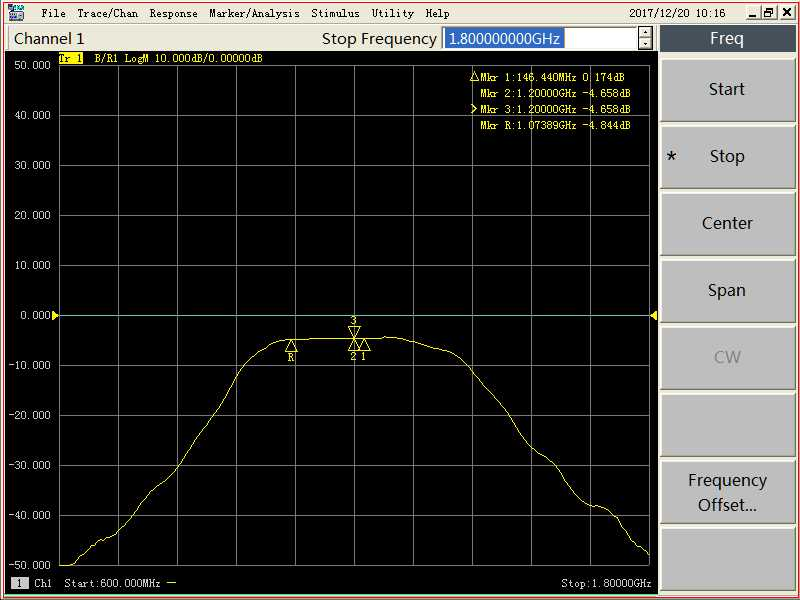 File Trace/Chan Response Marker/Analysis Stimulus Utility Help 2017/12/20 10:16
Channel 1 Stop Frequency 1.800000000GHz
Freq
Tr 1 B/R1 LogM 10.000dB/0.00000dB
50.000
40.000
30.000
20.000
10.000
0.000
-10.000
-20.000
-30.000
-40.000
-50.000
Mkr 1:146.440MHz 0.174dB
Mkr 2:1.20000GHz -4.658dB
>Mkr 3:1.20000GHz -4.658dB
Mkr R:1.07389GHz -4.844dB
3
R 2 1
1 Ch1 Start:600.000MHz — Stop:1.80000GHz
Start
* Stop
Center
Span
CW
Frequency
Offset...